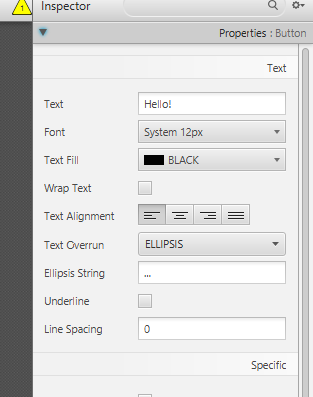 1
Inspector
Properties : Button
Text
Text Hello!
Font System 12px
Text Fill BLACK
Wrap Text
Text Alignment
Text Overrun ELLIPSIS
Ellipsis String ...
Underline
Line Spacing 0
Specific